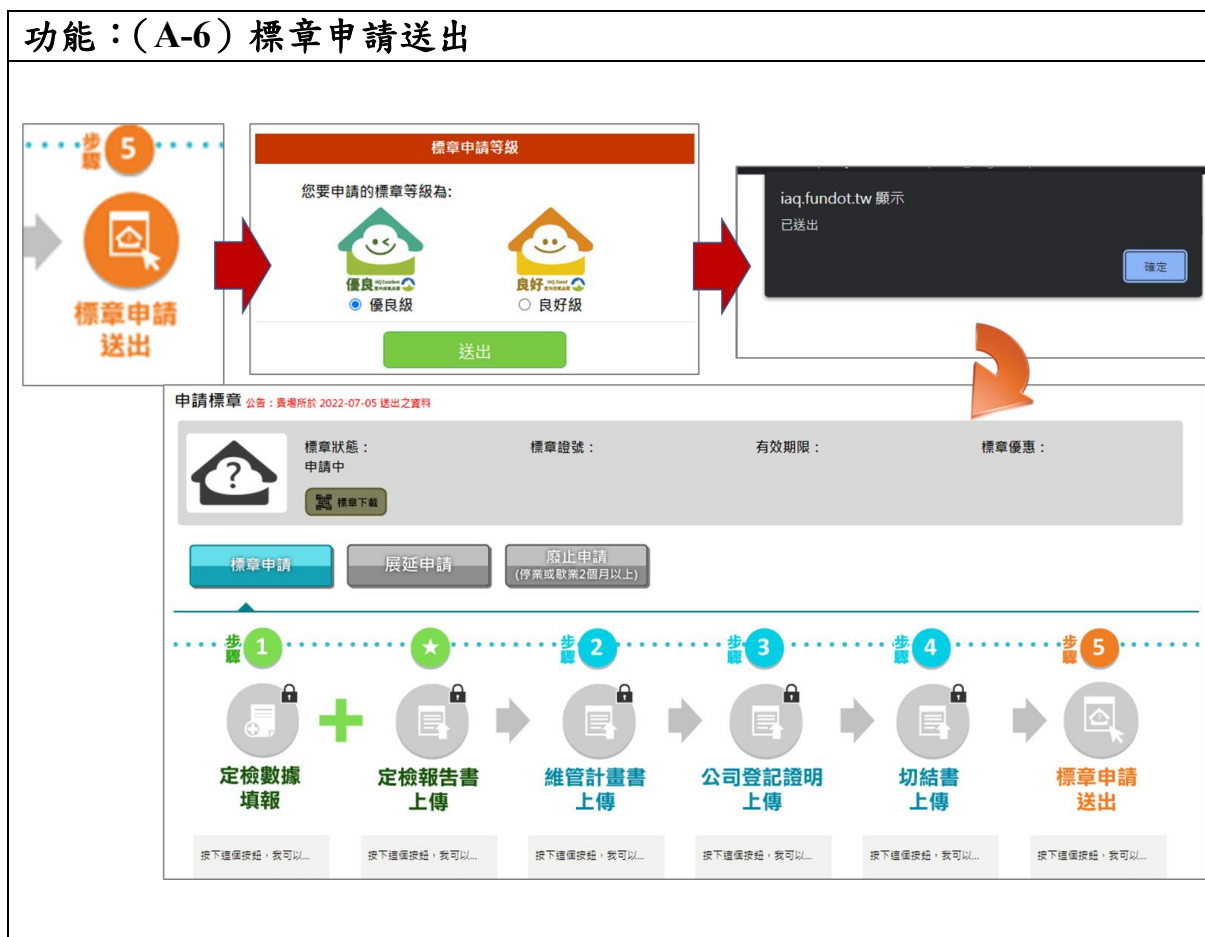 功能：（A-6）標章申請送出
步驟 5
標章申請
送出
標章申請等級
您要申請的標章等級為:
優良
良好
優良級
良好級
送出
iaq.fundot.tw 顯示
已送出
確定
申請標章 公告：貴場所於 2022-07-05 送出之資料
標章狀態：
申請中
標章證號：
有效期限：
標章優惠：
標章下載
標章申請
展延申請
廢止申請
(停業或歇業2個月以上)
步驟 1
步驟 2
步驟 3
步驟 4
步驟 5
定檢數據
填報
定檢報告書
上傳
維管計畫書
上傳
公司登記證明
上傳
切結書
上傳
標章申請
送出
按下這個按鈕，我可以...
按下這個按鈕，我可以...
按下這個按鈕，我可以...
按下這個按鈕，我可以...
按下這個按鈕，我可以...
按下這個按鈕，我可以...